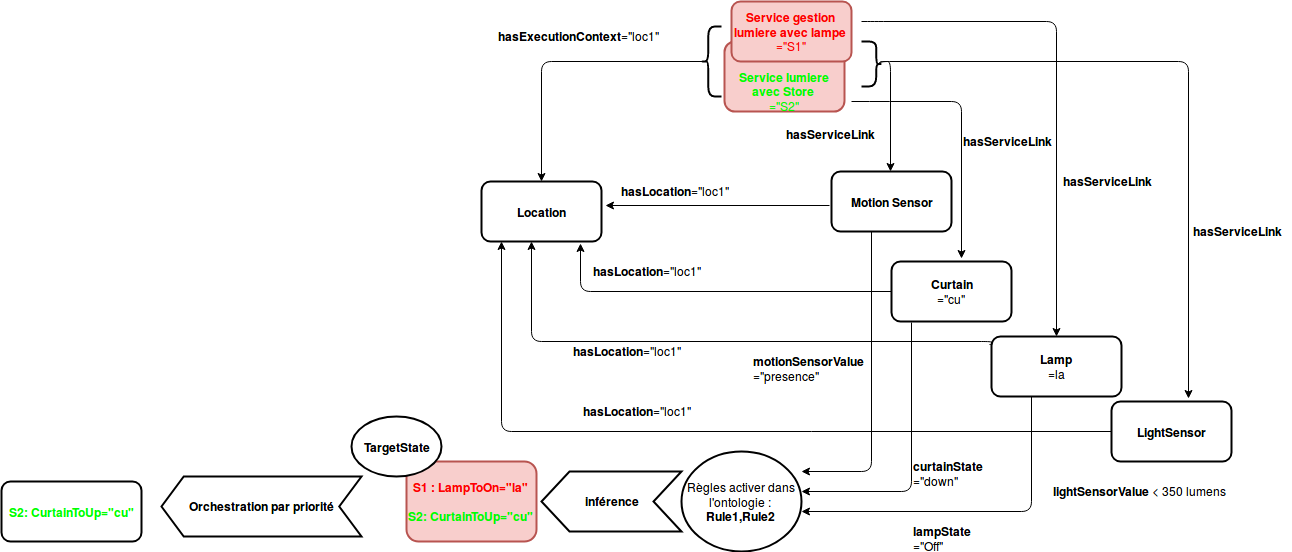 Service gestion
lumiere avec lampe
="S1"
hasExecutionContext="loc1"
Service lumiere
avec Store
="S2"
hasServiceLink
hasServiceLink
hasServiceLink
hasServiceLink
hasLocation="loc1"
Location
Motion Sensor
hasLocation="loc1"
Curtain
="cu"
hasLocation="loc1"
motionSensorValue
="presence"
Lamp
=la
hasLocation="loc1"
LightSensor
TargetState
curtainState
="down"
S1 : LampToOn="la"
S2: CurtainToUp="cu"
inférence
Règles activer dans
l'ontologie :
Rule1,Rule2
lightSensorValue < 350 lumens
Orchestration par priorité
S2: CurtainToUp="cu"
lampState
="Off"